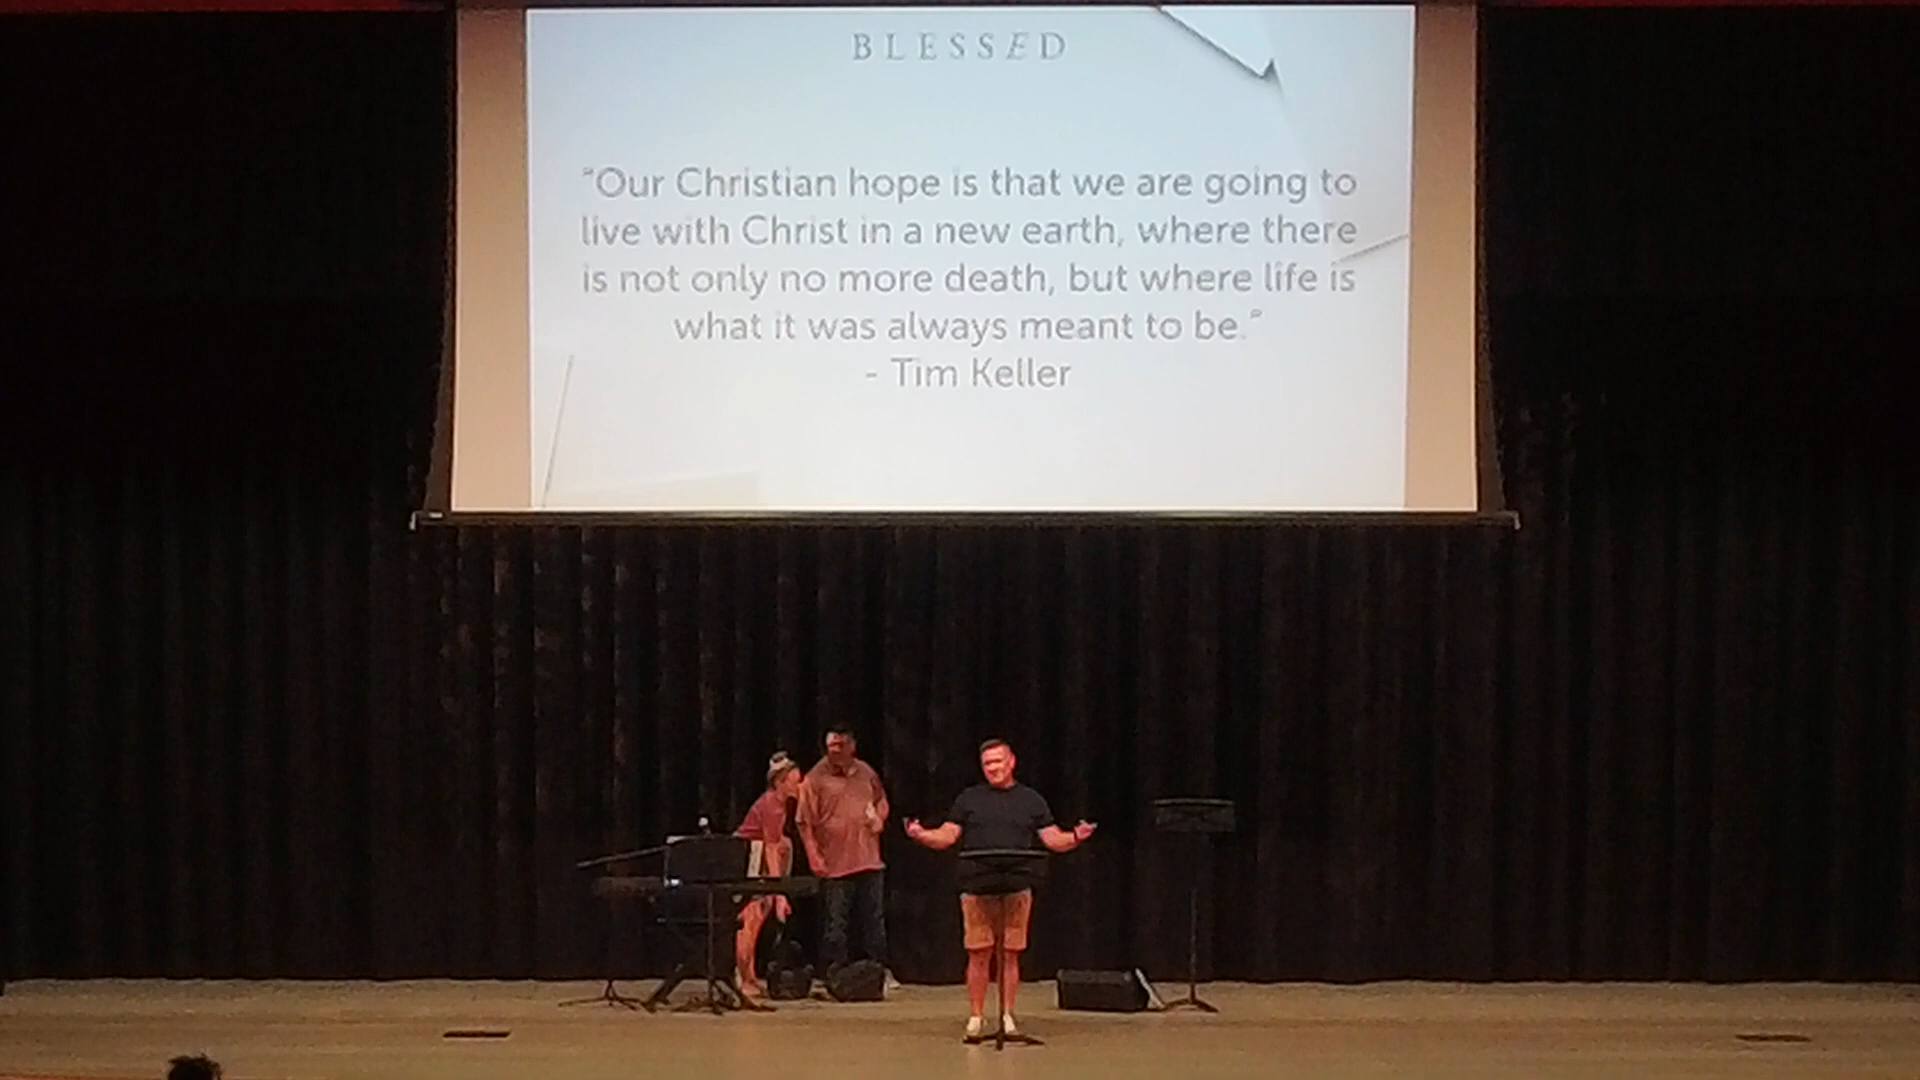 BLESSED
"Our Christian hope is that we are going to
live with Christ in a new earth, where there
is not only no more death, but where life is
what it was always meant to be."
- Tim Keller